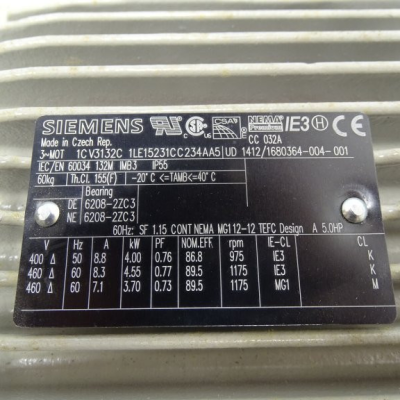 SIEMENS UR CSA NEMA Premium IE3 H
Made in Czech Rep. CC 032A
3-MOT 1CV3132C 1LE15231CC234AA5 UD 1412/1680364-004-001
IEC/EN 60034 132M IMB3 IP55
60kg Th.Cl. 155(F) -20°C <=TAMB<=40°C
Bearing
DE 6208-2ZC3
NE 6208-2ZC3
60Hz: SF 1.15 CONT NEMA MG112-12 TEFC Design A 5.0HP
V Hz A kW PF NOM.EFF rpm IE-CL CL
400 Δ 50 8.8 4.00 0.76 86.8 975 IE3 K
460 Δ 60 8.3 4.55 0.77 89.5 1175 IE3 K
460 Δ 60 7.1 3.70 0.73 89.5 1175 MG1 M